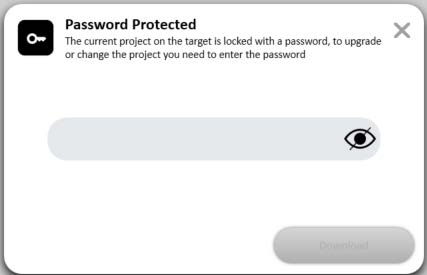 Password Protected
The current project on the target is locked with a password, to upgrade
or change the project you need to enter the password
Download